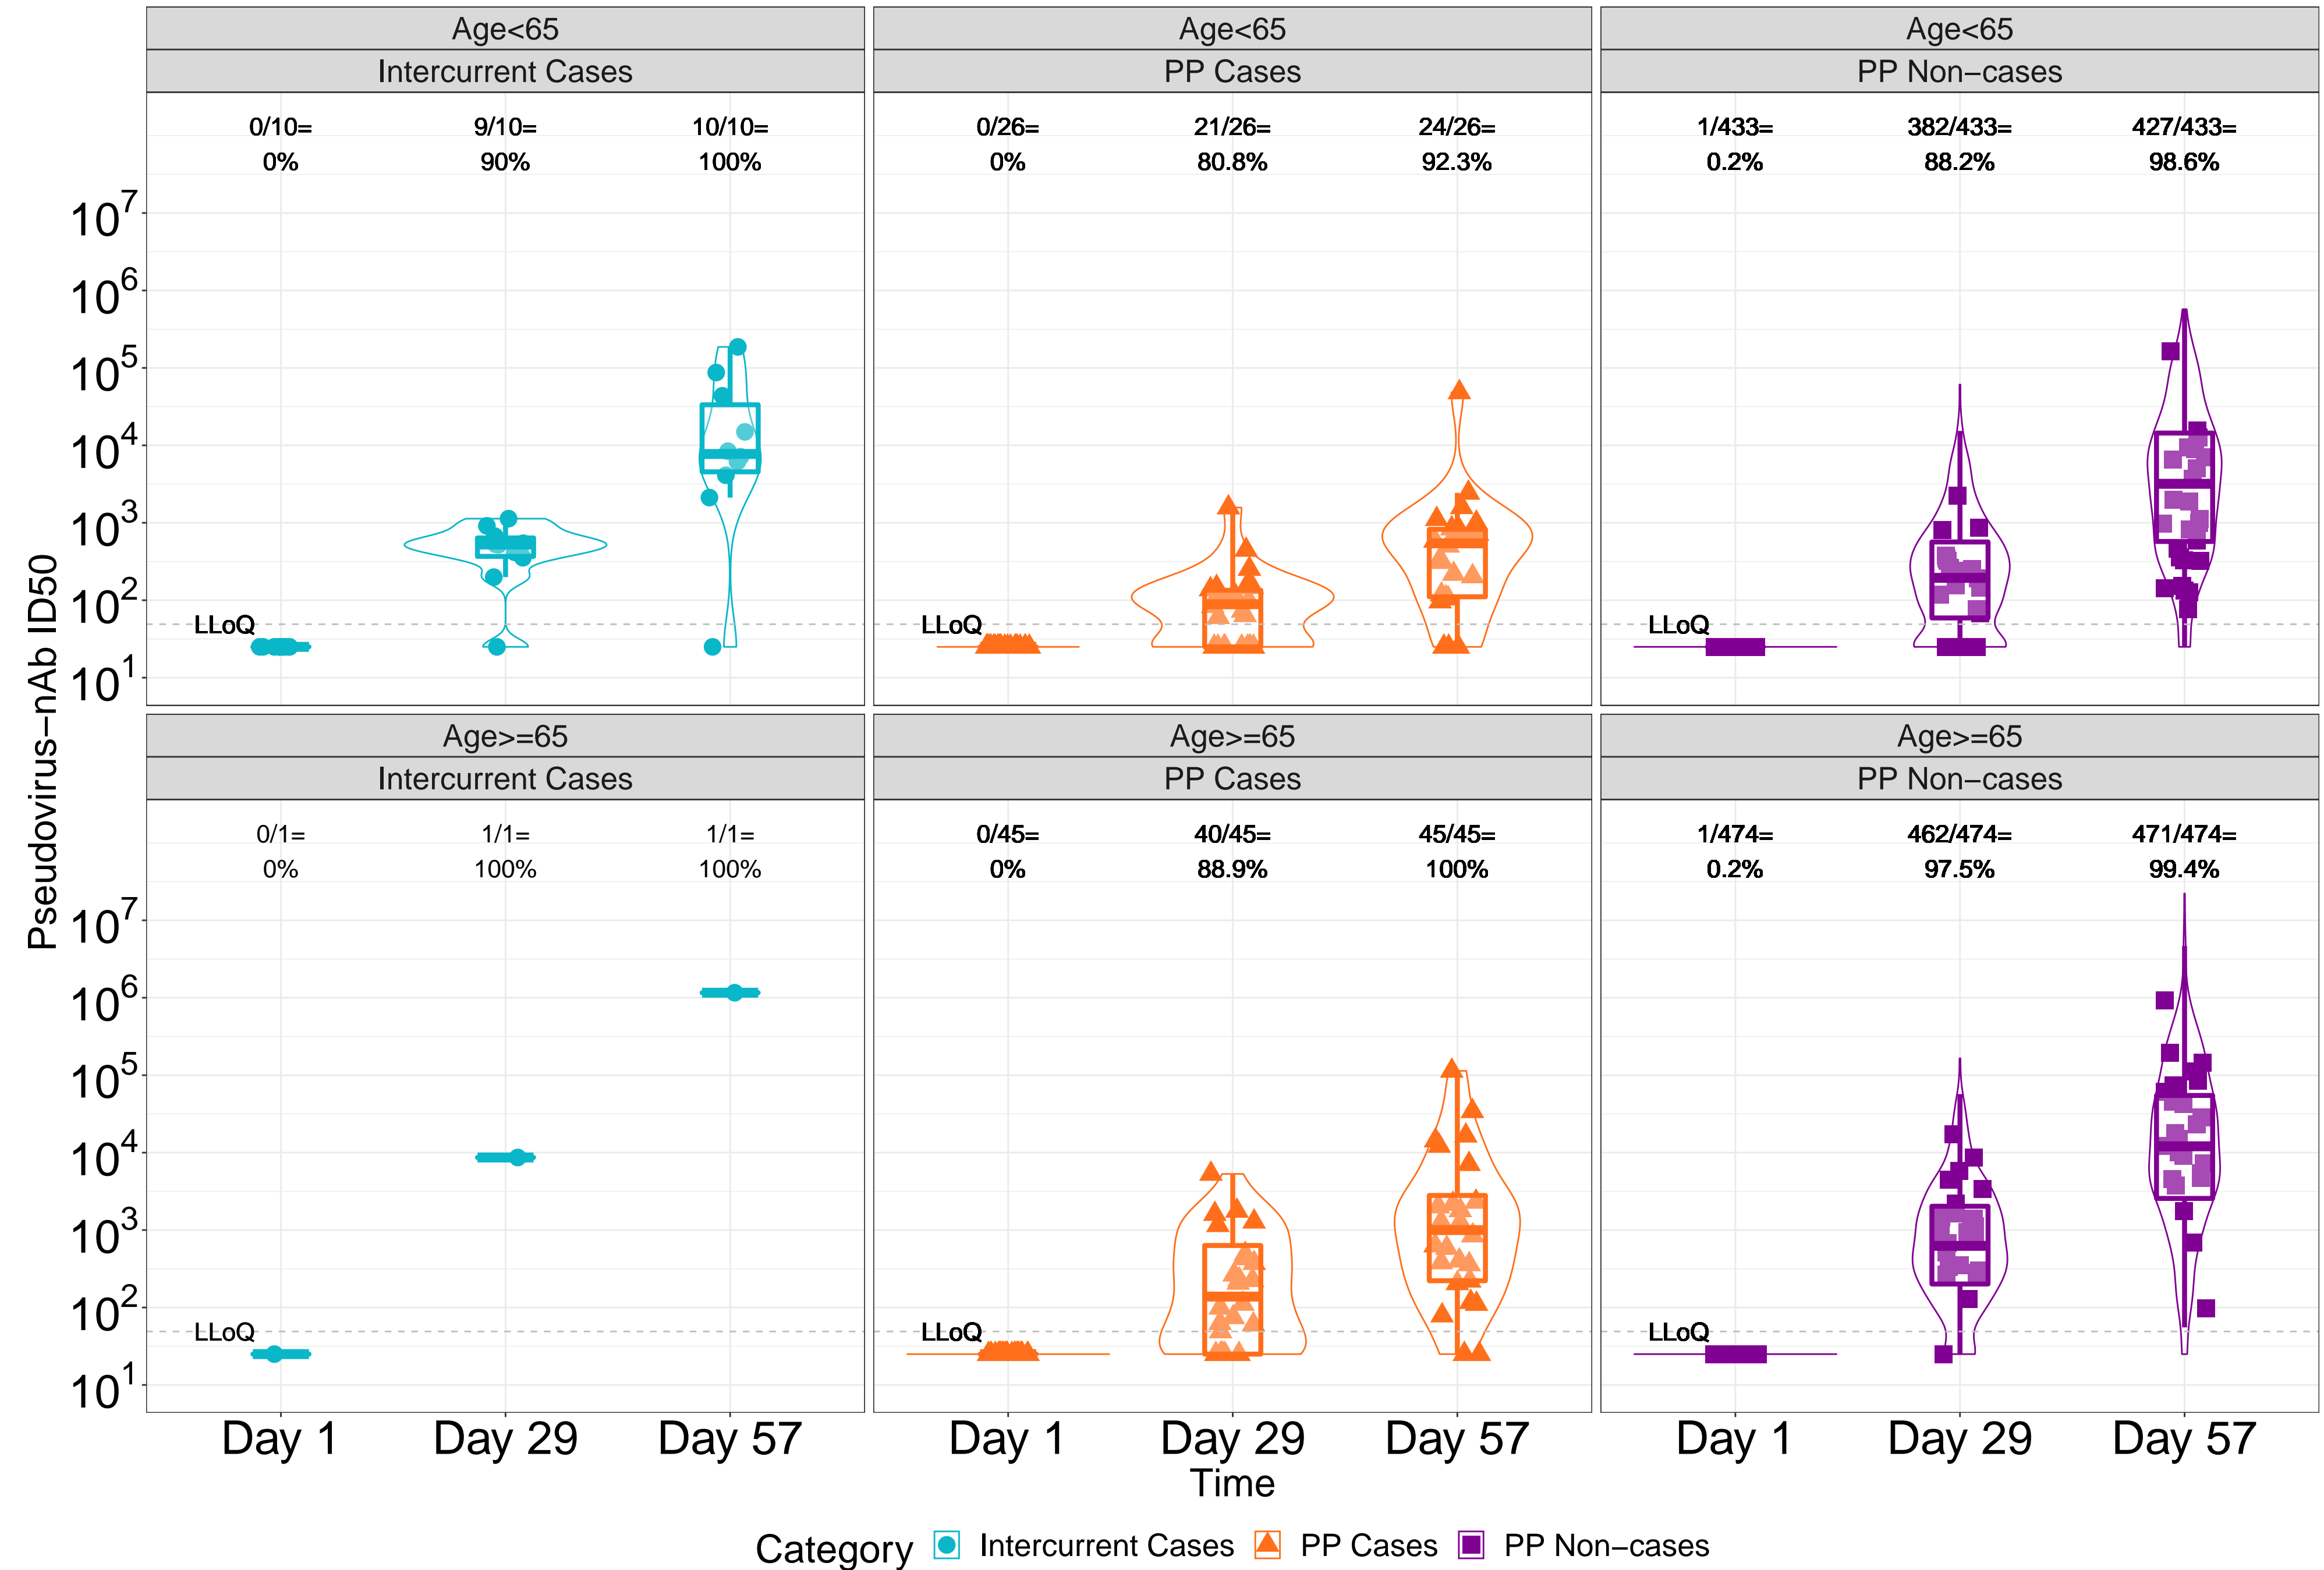 Age<65
Age<65
Age<65
Intercurrent Cases
PP Cases
PP Non−cases
0/10=
0%
9/10=
90%
10/10=
100%
0/26=
0%
21/26=
80.8%
24/26=
92.3%
1/433=
0.2%
382/433=
88.2%
427/433=
98.6%
10^7
10^6
10^5
10^4
10^3
10^2
10^1
LLoQ
LLoQ
LLoQ
Pseudovirus−nAb ID50
Age>=65
Age>=65
Age>=65
Intercurrent Cases
PP Cases
PP Non−cases
0/1=
0%
1/1=
100%
1/1=
100%
0/45=
0%
40/45=
88.9%
45/45=
100%
1/474=
0.2%
462/474=
97.5%
471/474=
99.4%
10^7
10^6
10^5
10^4
10^3
10^2
10^1
LLoQ
LLoQ
LLoQ
Day 1 Day 29 Day 57
Day 1 Day 29 Day 57
Day 1 Day 29 Day 57
Time
Category Intercurrent Cases PP Cases PP Non−cases